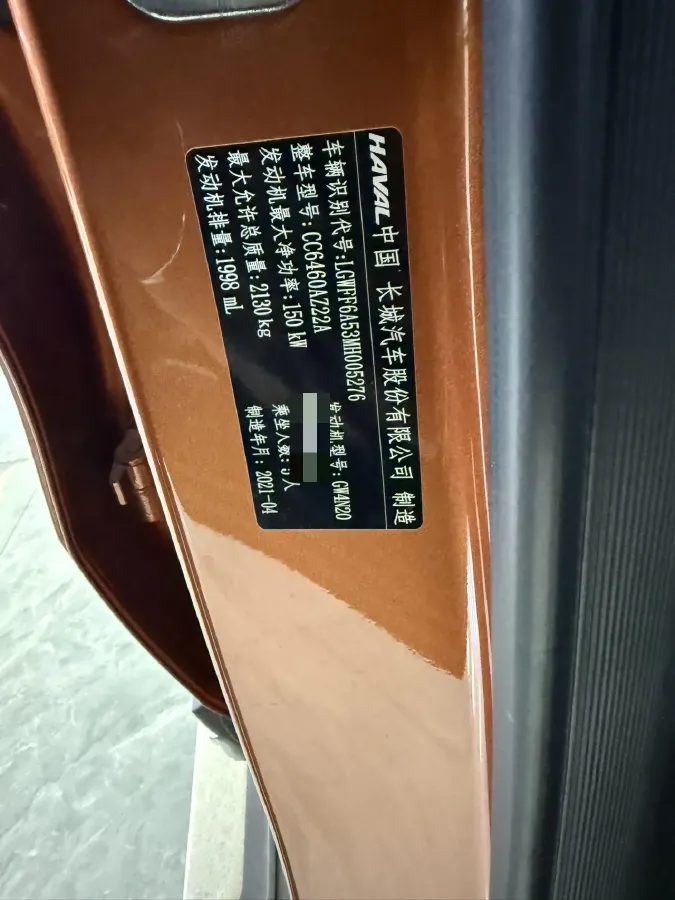 HAVAL 中国 长城汽车股份有限公司 制造
车辆识别代号:LGWFF6A53MH005276
整车型号:CC6460AZ22A 发动机型号:GW4N20
发动机最大净功率:150 kW
最大允许总质量:2130 kg 乘坐人数:5人
发动机排量:1998 mL 制造年月:2021-04